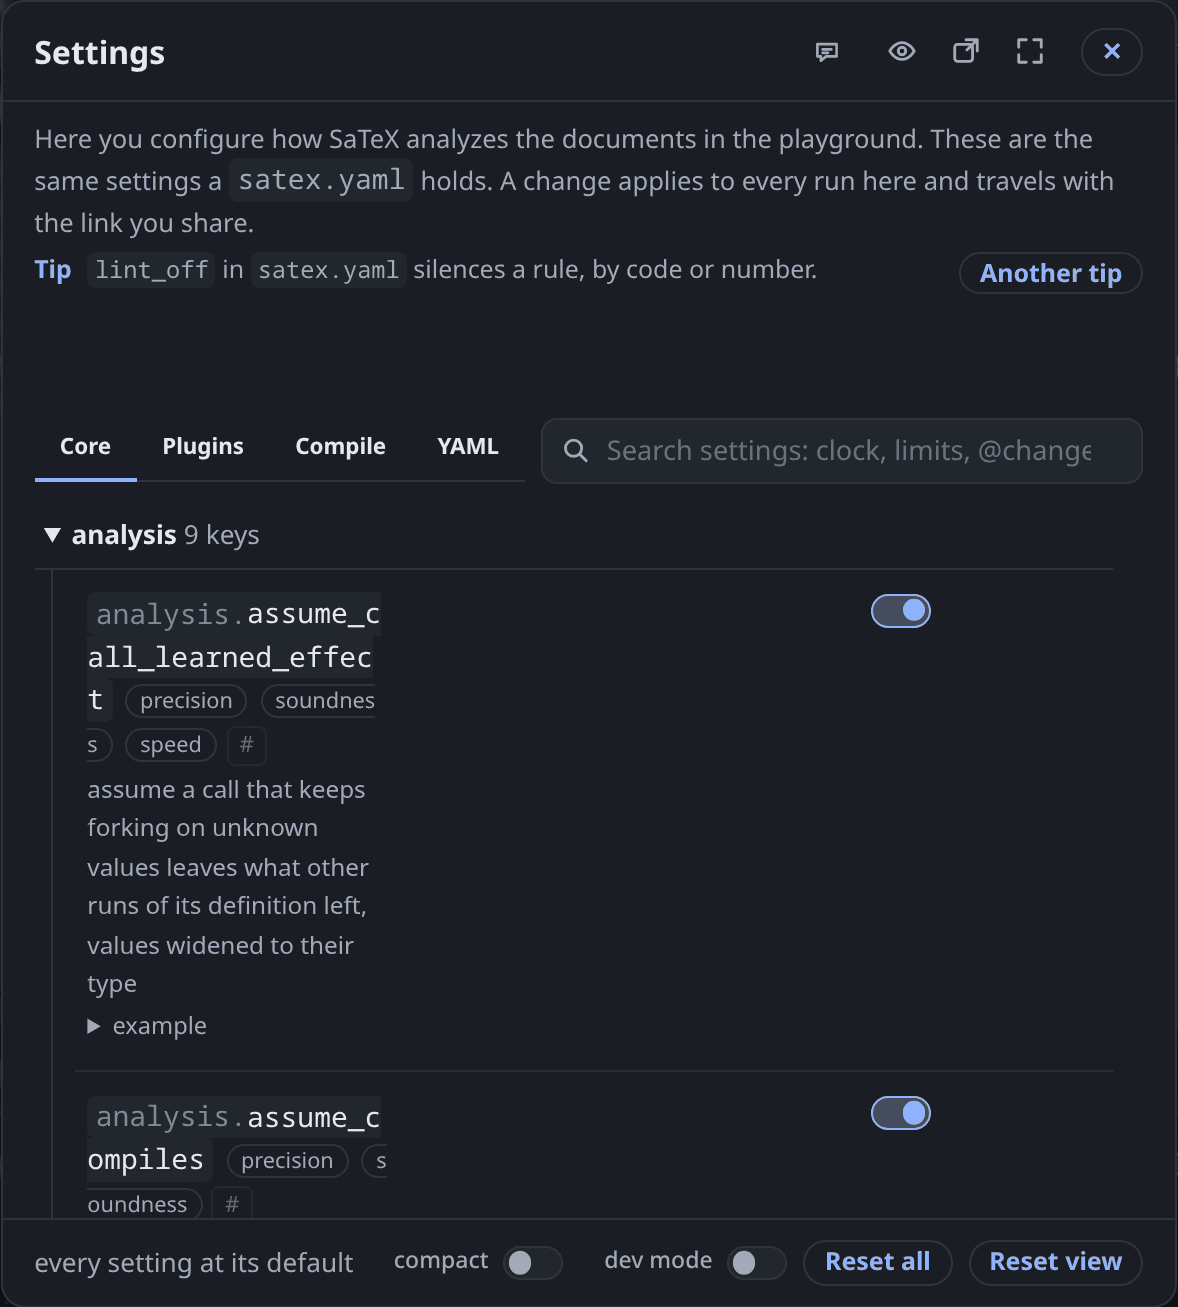 Settings
Here you configure how SaTeX analyzes the documents in the playground. These are the
same settings a satex.yaml holds. A change applies to every run here and travels with
the link you share.
Tip lint_off in satex.yaml silences a rule, by code or number.
Another tip
Core Plugins Compile YAML
Search settings: clock, limits, @change
▼ analysis 9 keys
analysis.assume_c
all_learned_effec
t precision soundnes
s speed #
assume a call that keeps
forking on unknown
values leaves what other
runs of its definition left,
values widened to their
type
▶ example
analysis.assume_c
ompiles precision s
oundness #
every setting at its default compact dev mode Reset all Reset view